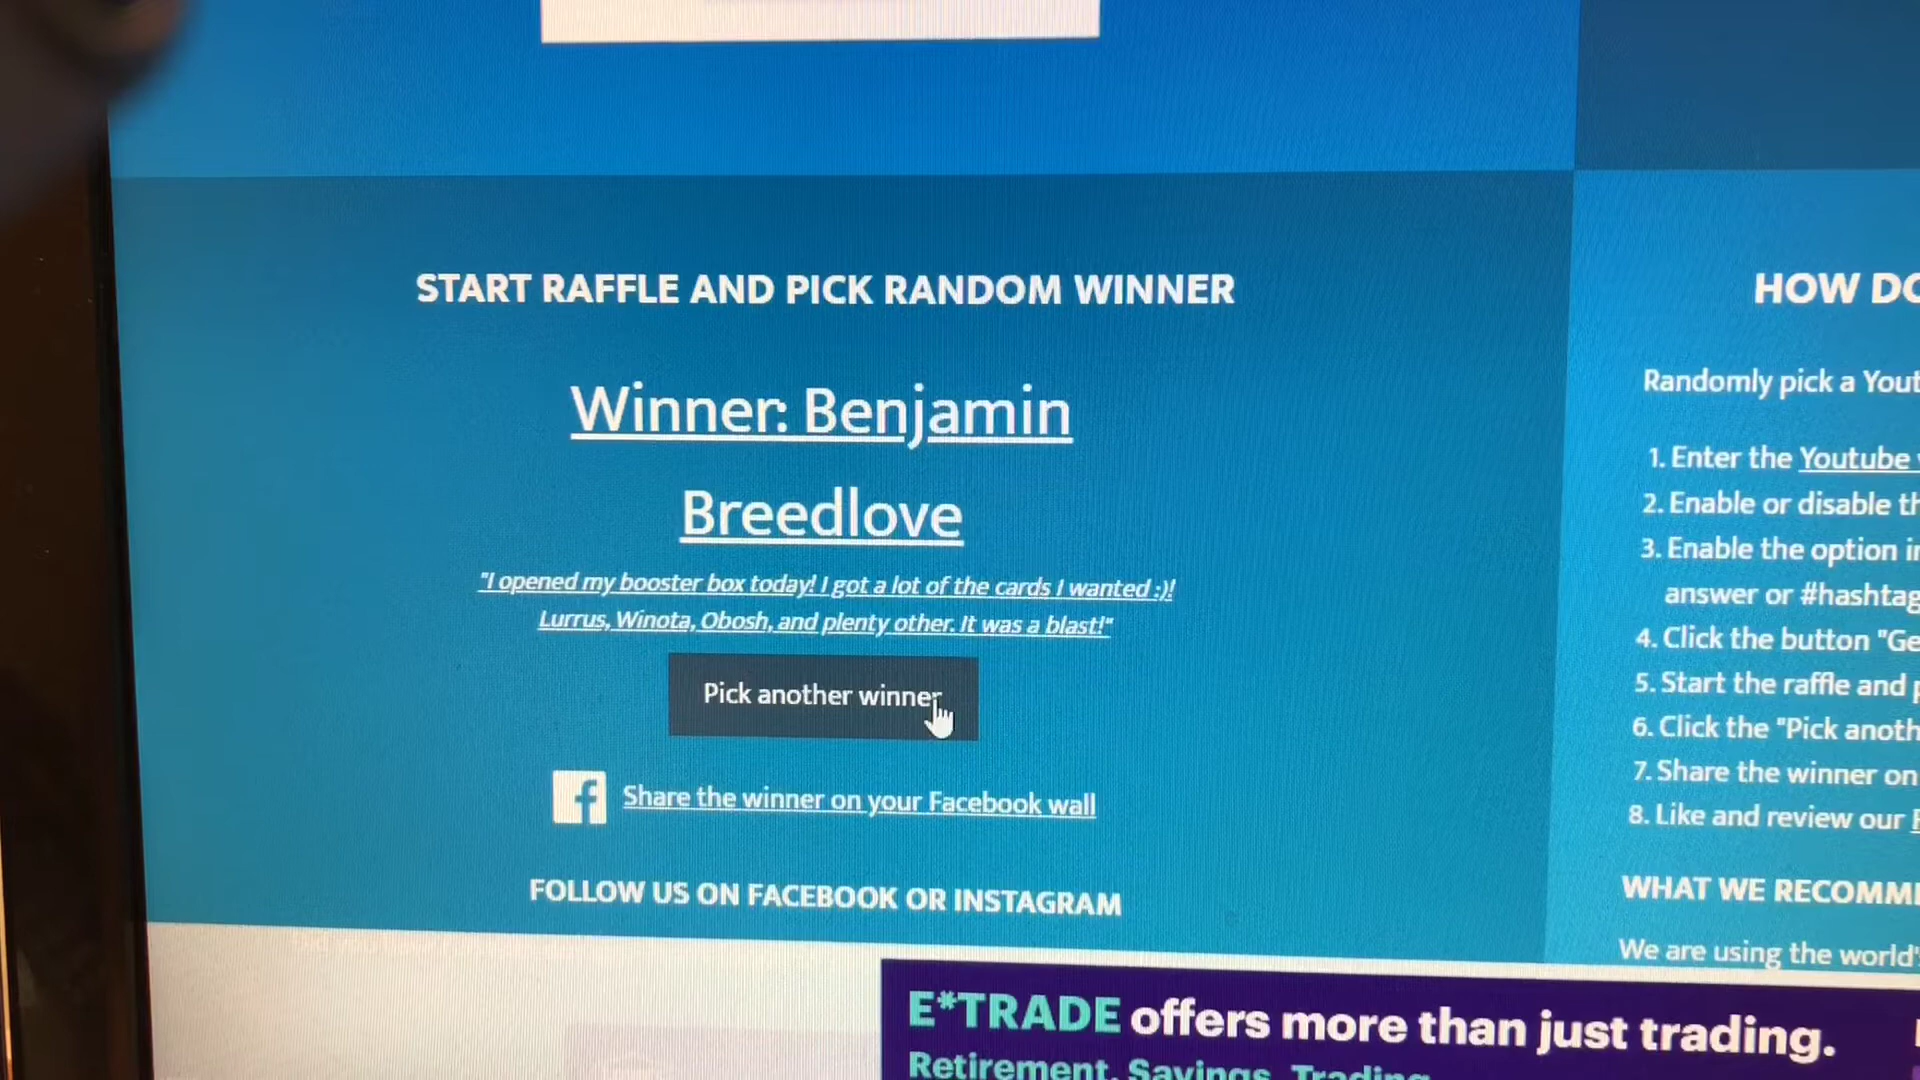 START RAFFLE AND PICK RANDOM WINNER
Winner: Benjamin
Breedlove
"I opened my booster box today! I got a lot of the cards I wanted :)!
Lurrus, Winota, Obosh, and plenty other. It was a blast!"
Pick another winner
Share the winner on your Facebook wall
FOLLOW US ON FACEBOOK OR INSTAGRAM
HOW DO
Randomly pick a Yout
1. Enter the Youtube
2. Enable or disable th
3. Enable the option in
answer or #hashtag
4. Click the button "Ge
5. Start the raffle and p
6. Click the "Pick anoth
7. Share the winner on
8. Like and review our
WHAT WE RECOMM
We are using the world's
E*TRADE offers more than just trading.
Retirement. Savings. Trading.